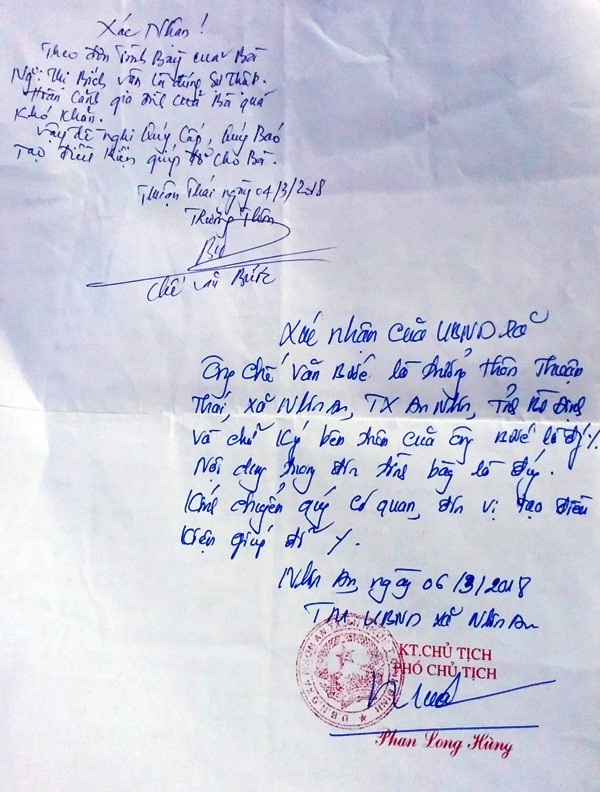 Xác Nhận!
Theo đơn trình Bày của Bà
Ng: Thị Bích Vân là đúng Sự Thật.
Hoàn Cảnh gia đình của Bà quá
Khó Khăn.
Vậy đề nghị Quý Cấp, Quý Báo
Tạo điều Kiện giúp đỡ Cho Bà.
Thuận Thái ngày 04/3/2018
Trưởng Thôn
Chế Văn
Xác nhận của UBND xã
Ông Chế Văn là trưởng thôn Thuận
Thái, xã Nhơn An, TX An Nhơn, Tỉnh Bình Định
Và chữ Ký bên trên của ông là đúng.
Nội dung trong đơn trình bày là đúng.
Kính chuyển quý Cơ quan, đơn vị tạo điều
Kiện giúp đỡ /.
Nhơn An, ngày 06/3/2018
TM UBND xã Nhơn An
KT.CHỦ TỊCH
PHÓ CHỦ TỊCH
Phan Long Hùng